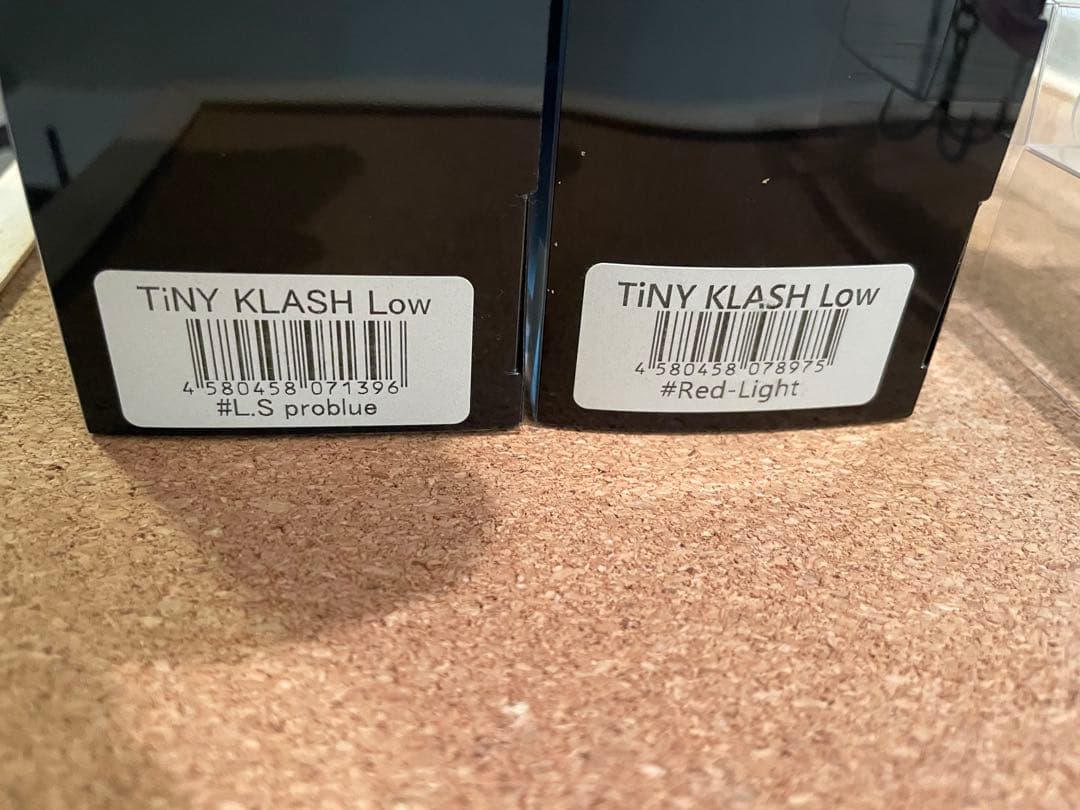 TiNY KLASH Low
4 580458 071396
#L.S problue
TiNY KLASH Low
4 580458 078975
#Red-Light